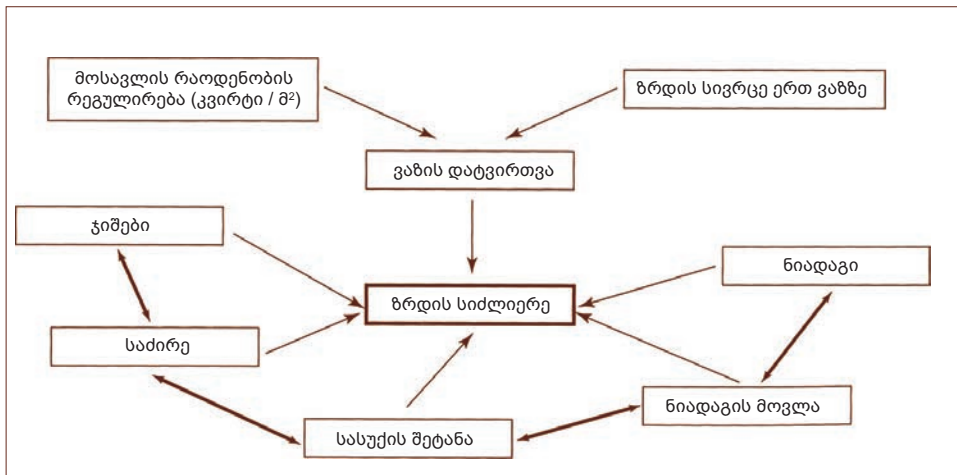 მოსავლის რაოდენობის
რეგულირება (კვირტი / მ²)
ზრდის სივრცე ერთ ვაზზე
ვაზის დატვირთვა
ჯიშები
ნიადაგი
ზრდის სიძლიერე
საძირე
ნიადაგის მოვლა
სასუქის შეტანა